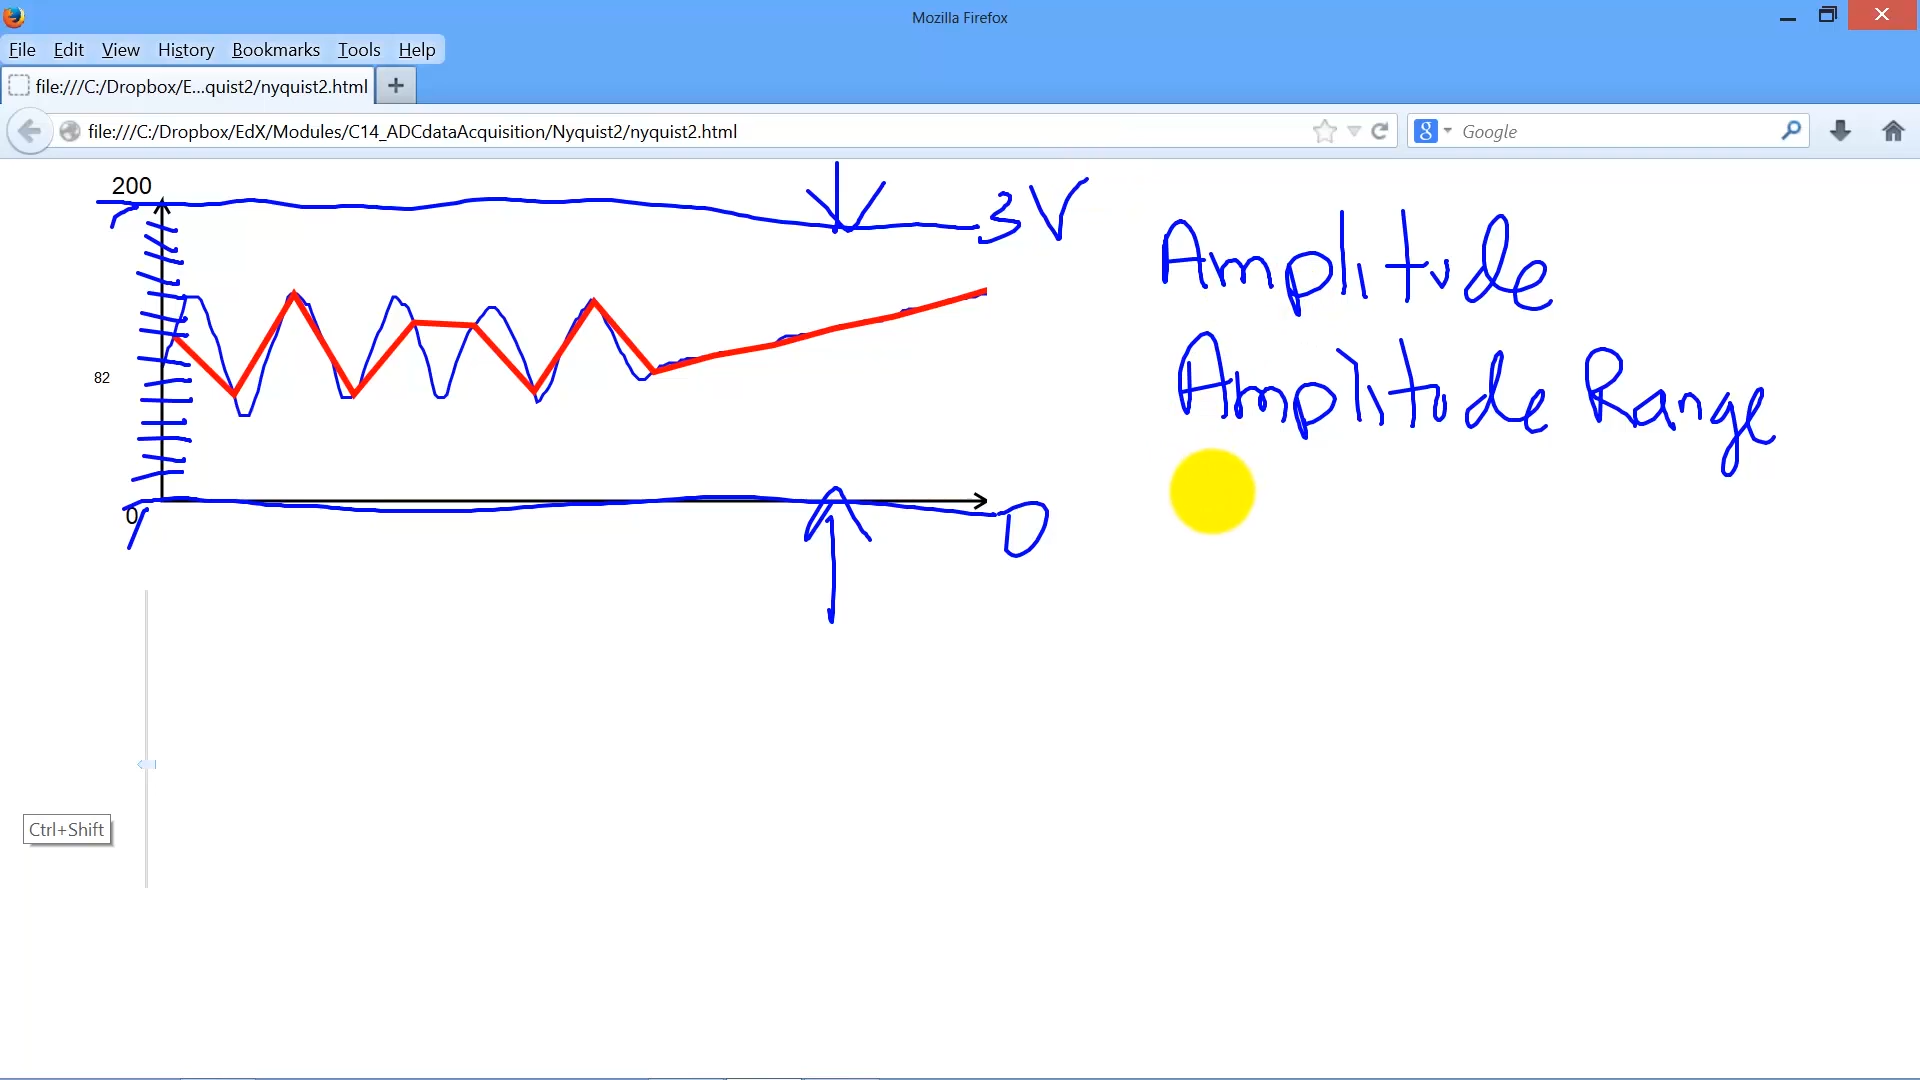 Mozilla Firefox
File Edit View History Bookmarks Tools Help
file:///C:/Dropbox/E...quist2/nyquist2.html
file:///C:/Dropbox/EdX/Modules/C14_ADCdataAcquisition/Nyquist2/nyquist2.html
Google
200
3V
Amplitude
82
Amplitude Range
0
0
Ctrl+Shift